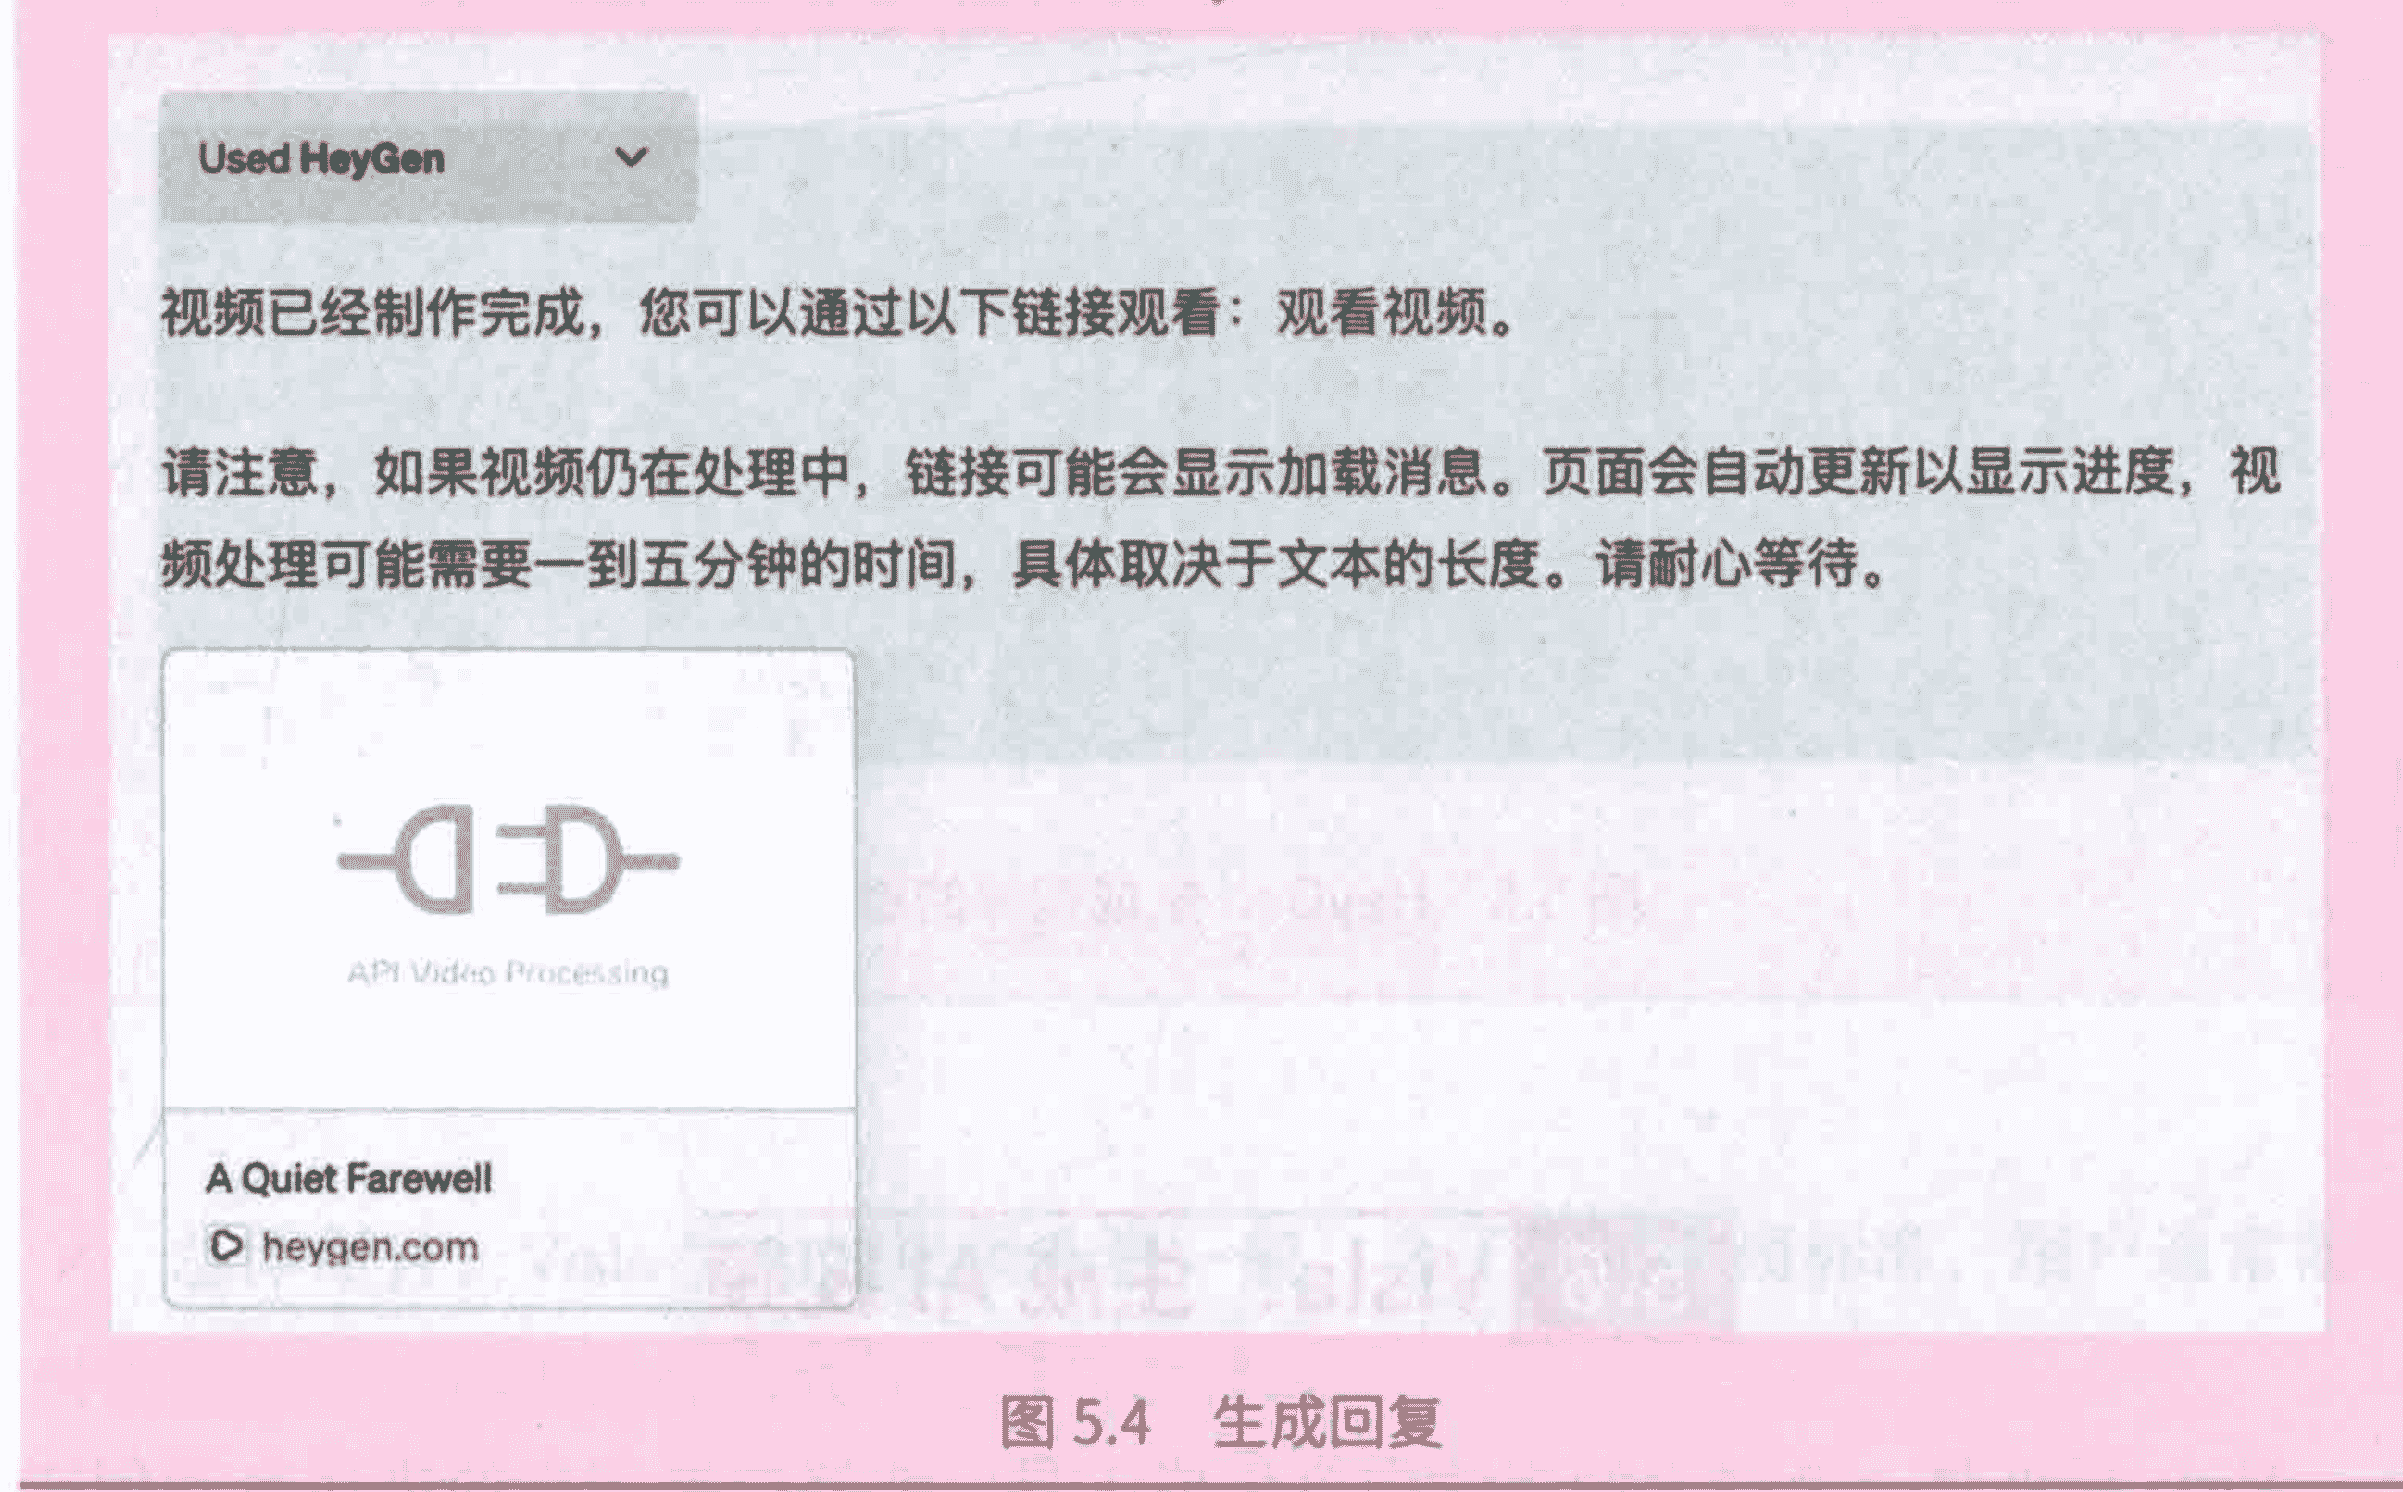 Used HeyGen
视频已经制作完成，您可以通过以下链接观看：观看视频。
请注意，如果视频仍在处理中，链接可能会显示加载消息。页面会自动更新以显示进度，视
频处理可能需要一到五分钟的时间，具体取决于文本的长度。请耐心等待。
API Video Processing
A Quiet Farewell
heygen.com
图 5.4 生成回复